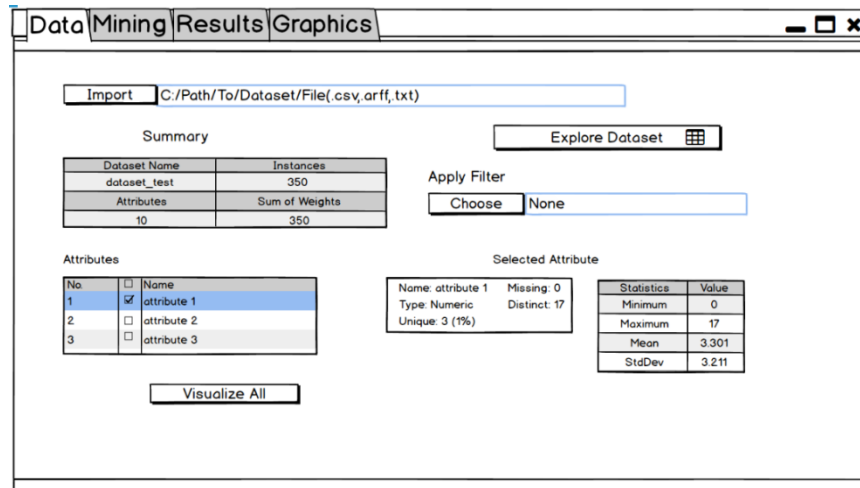 Data Mining Results Graphics
Import C:/Path/To/Dataset/File(.csv,.arff,.txt)
Summary
Explore Dataset
Dataset Name Instances
dataset_test 350
Attributes Sum of Weights
10 350
Apply Filter
Choose None
Attributes
No. Name
1 attribute 1
2 attribute 2
3 attribute 3
Visualize All
Selected Attribute
Name: attribute 1 Missing: 0
Type: Numeric Distinct: 17
Unique: 3 (1%)
Statistics Value
Minimum 0
Maximum 17
Mean 3.301
StdDev 3.211